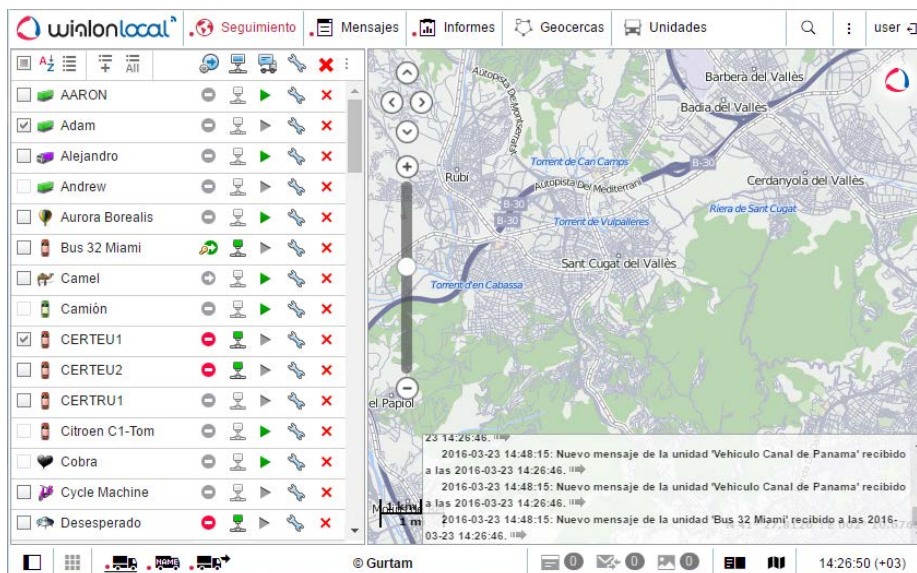 wialonlocal
Seguimiento
Mensajes
Informes
Geocercas
Unidades
user
AZ
All
AARON
Adam
Alejandro
Andrew
Aurora Borealis
Bus 32 Miami
Camel
Camión
CERTEU1
CERTEU2
CERTRU1
Citroen C1-Tom
Cobra
Cycle Machine
Desesperado
Autopista De Montserrat
Barberà del Vallès
Badia del Vallès
Torrent de Can Camps
B-30
Rubí
Autopista Del Mediterrani
Cerdanyola del Vallès
B-30
B-30
Torrent de Vulpalleres
Riera de Sant Cugat
Sant Cugat del Vallès
Torrent d'en Cabassa
el Papiol
1 km
1 m
23 14:26:46.
2016-03-23 14:48:15: Nuevo mensaje de la unidad 'Vehiculo Canal de Panama' recibido
a las 2016-03-23 14:26:46.
2016-03-23 14:48:15: Nuevo mensaje de la unidad 'Vehiculo Canal de Panama' recibido
a las 2016-03-23 14:26:46.
2016-03-23 14:48:15: Nuevo mensaje de la unidad 'Bus 32 Miami' recibido a las 2016-
03-23 14:26:46.
NAME
© Gurtam
0
0
0
14:26:50 (+03)